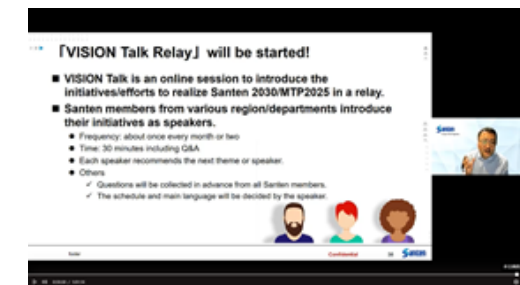 「VISION Talk Relay」 will be started!
■ VISION Talk is an online session to introduce the
initiatives/efforts to realize Santen 2030/MTP2025 in a relay.
■ Santen members from various region/departments introduce
their initiatives as speakers.
● Frequency: about once every month or two
● Time: 30 minutes including Q&A
● Each speaker recommends the next theme or speaker.
● Others
✓ Questions will be collected in advance from all Santen members.
✓ The schedule and main language will be decided by the speaker.
Confidential
Santen
Santen